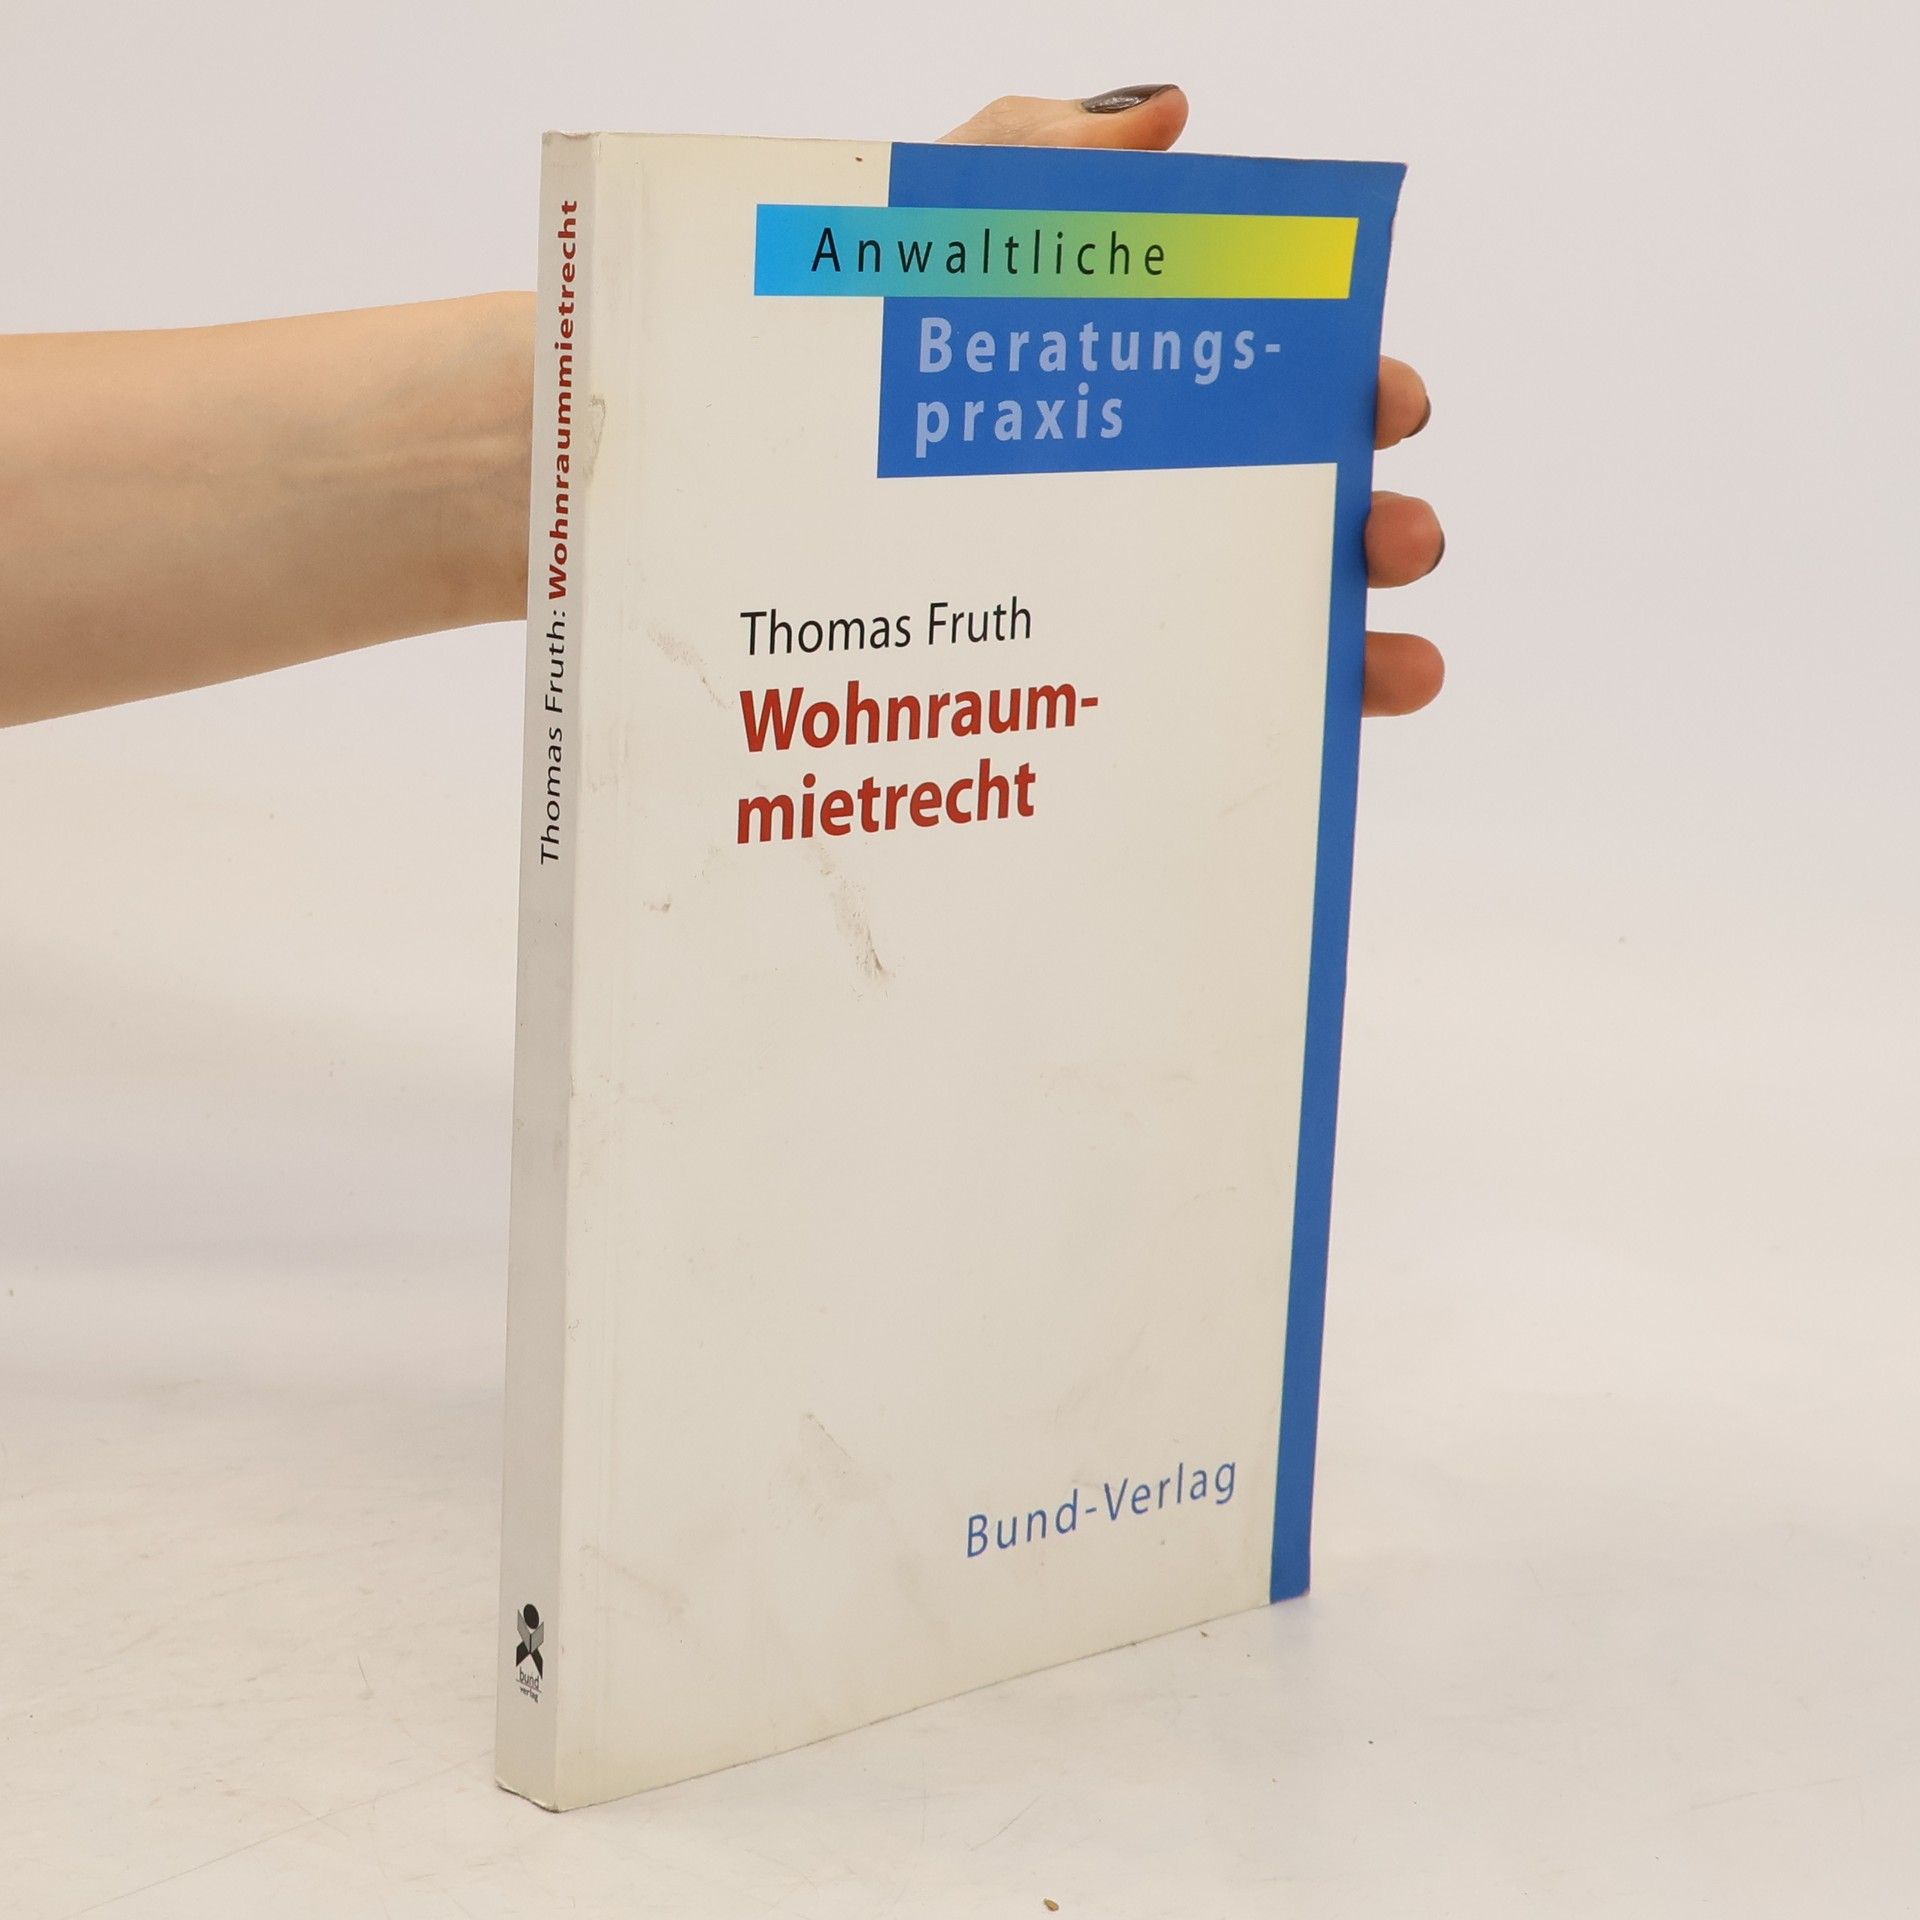 Thomas Fruth: Wohnraummietrecht
bund
verlag
Anwaltliche
Beratungs-
praxis
Thomas Fruth
Wohnraum-
mietrecht
Bund-Verlag